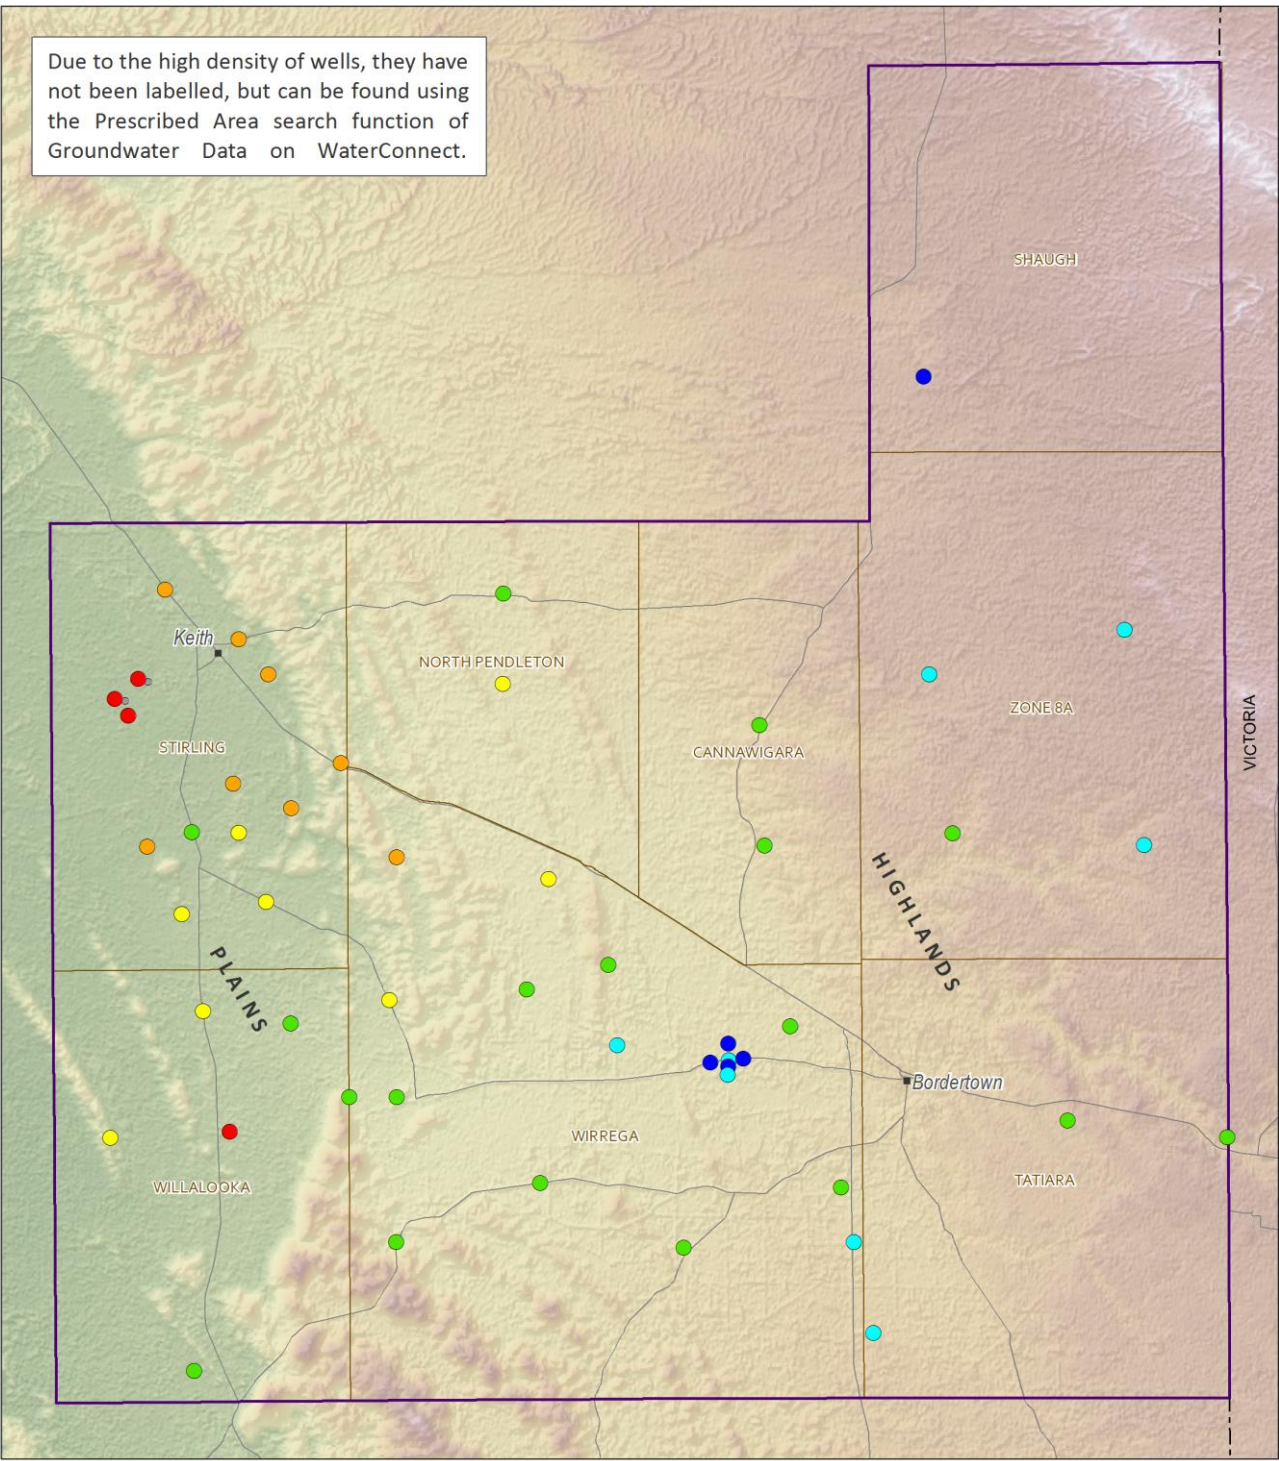 Due to the high density of wells, they have
not been labelled, but can be found using
the Prescribed Area search function of
Groundwater Data on WaterConnect.
SHAUGH
Keith
NORTH PENDLETON
STIRLING
CANNAWIGARA
ZONE 8A
VICTORIA
HIGHLANDS
PLAINS
Bordertown
WIRREGA
WILLALOOKA
TATIARA